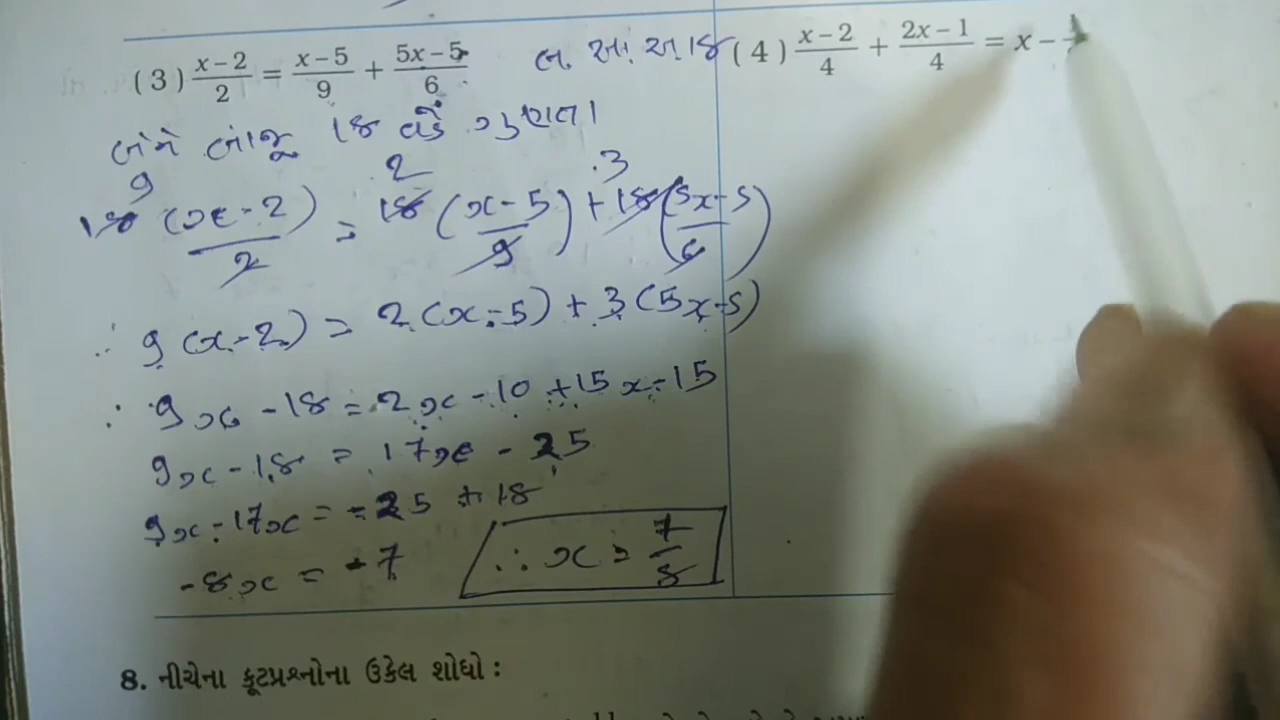 (3) x-2/2 = x-5/9 + 5x-5/6 લ. સા. અ. 18
(4) x-2/4 + 2x-1/4 = x -
બંને બાજુ 18 વડે ગુણતાં
9 2 3
18 (x-2)/2 = 18 (x-5/9) + 18 (5x-5/6)
∴ 9 (x-2) = 2 (x-5) + 3 (5x-5)
∴ 9x - 18 = 2x - 10 + 15x - 15
9x - 18 = 17x - 25
9x - 17x = -25 + 18
-8x = -7 ∴ x = 7/8
8. નીચેના કૂટપ્રશ્નોના ઉકેલ શોધો :